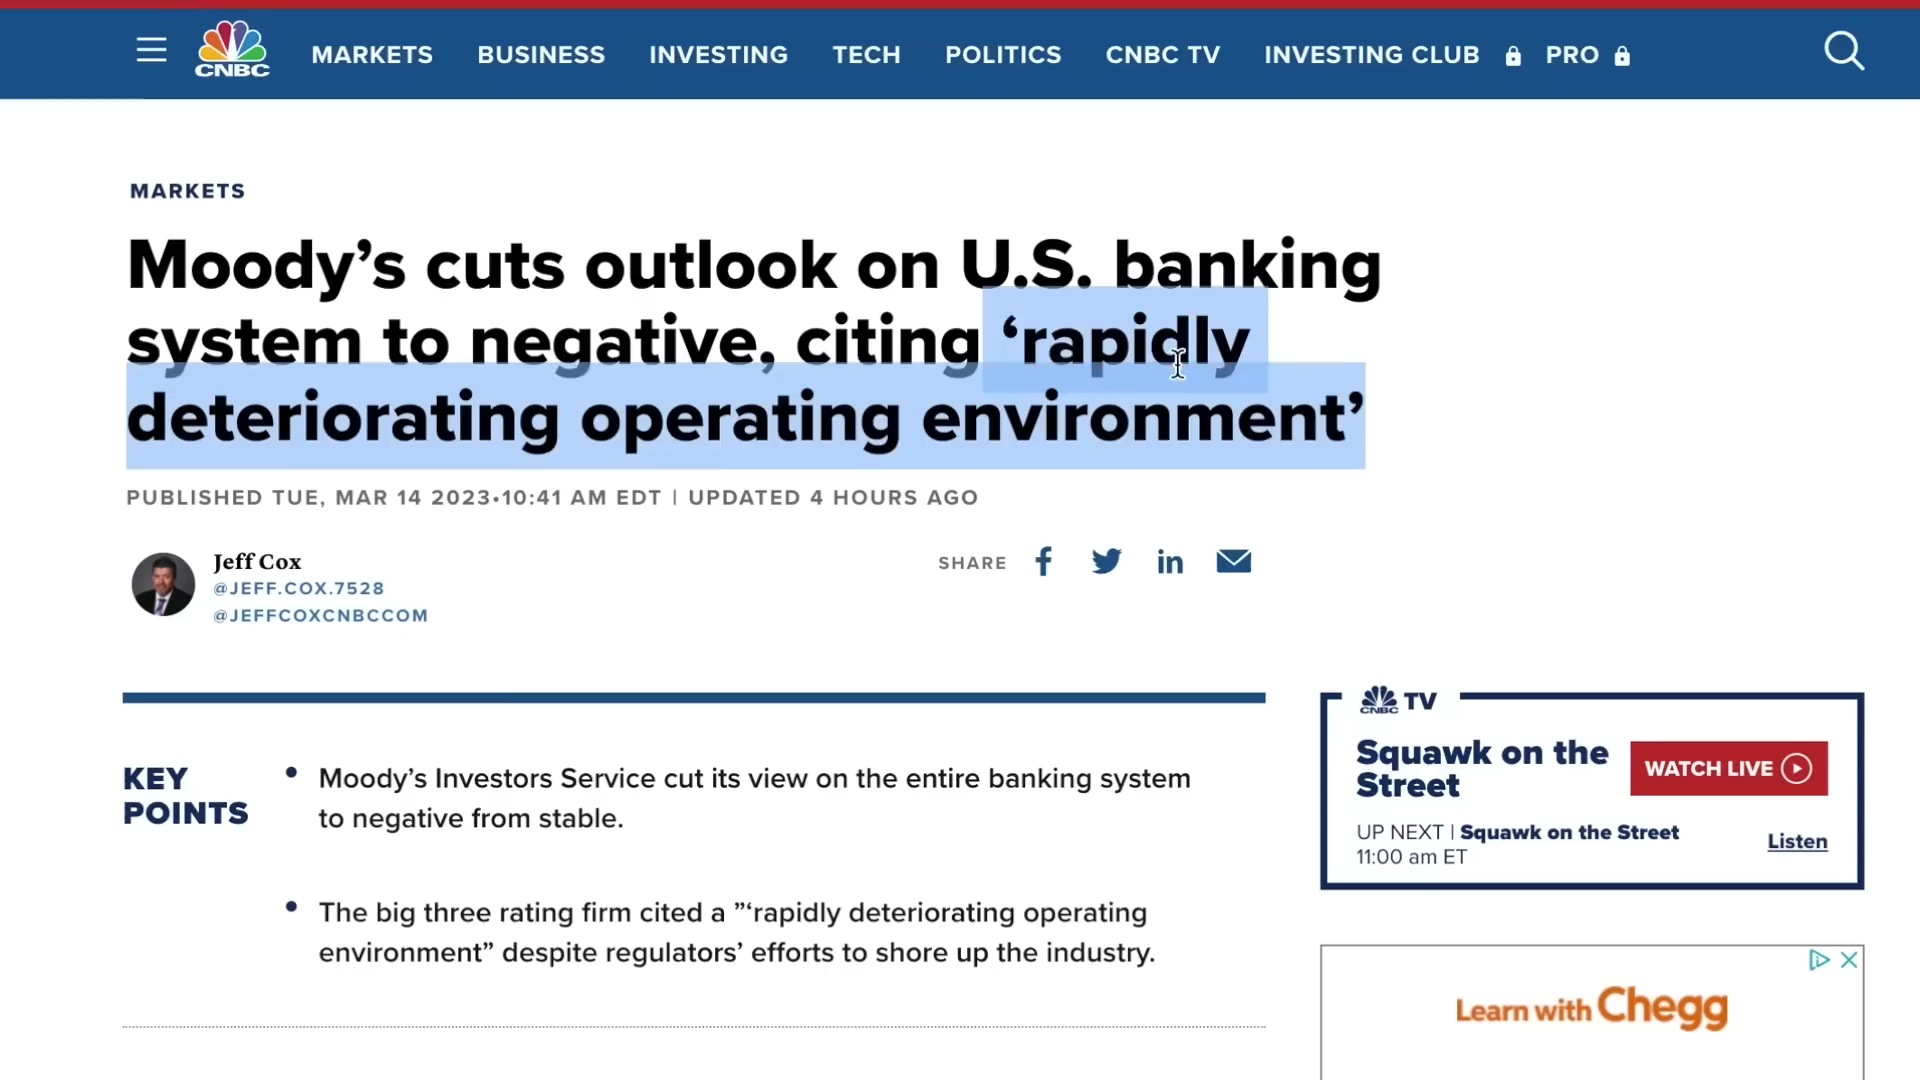 CNBC
MARKETS BUSINESS INVESTING TECH POLITICS CNBC TV INVESTING CLUB PRO
MARKETS
Moody’s cuts outlook on U.S. banking
system to negative, citing ‘rapidly
deteriorating operating environment’
PUBLISHED TUE, MAR 14 2023•10:41 AM EDT | UPDATED 4 HOURS AGO
Jeff Cox
@JEFF.COX.7528
@JEFFCOXCNBCCOM
SHARE
KEY
POINTS
• Moody’s Investors Service cut its view on the entire banking system
to negative from stable.
• The big three rating firm cited a ”‘rapidly deteriorating operating
environment” despite regulators’ efforts to shore up the industry.
CNBC TV
Squawk on the
Street
WATCH LIVE
UP NEXT | Squawk on the Street
11:00 am ET
Listen
Learn with Chegg